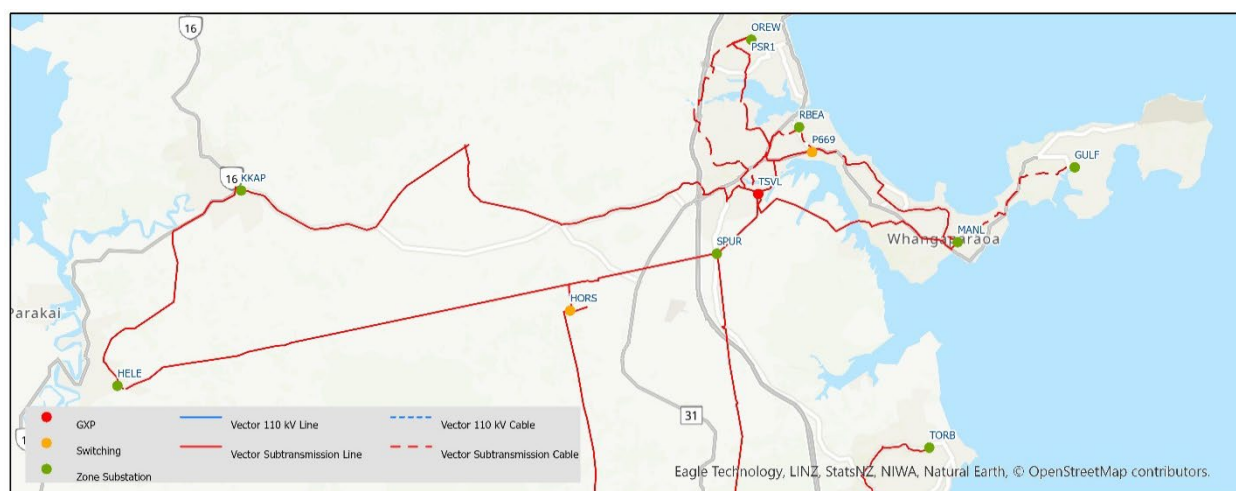 16
OREW
PSR1
RBEA
P669
GULF
16
KKAP
TSVL
MANL
Whangaparaoa
SPUR
HORS
Parakai
HELE
31
TORB
GXP
Vector 110 kV Line
Vector 110 kV Cable
Switching
Vector Subtransmission Line
Vector Subtransmission Cable
Zone Substation
Eagle Technology, LINZ, StatsNZ, NIWA, Natural Earth, © OpenStreetMap contributors.